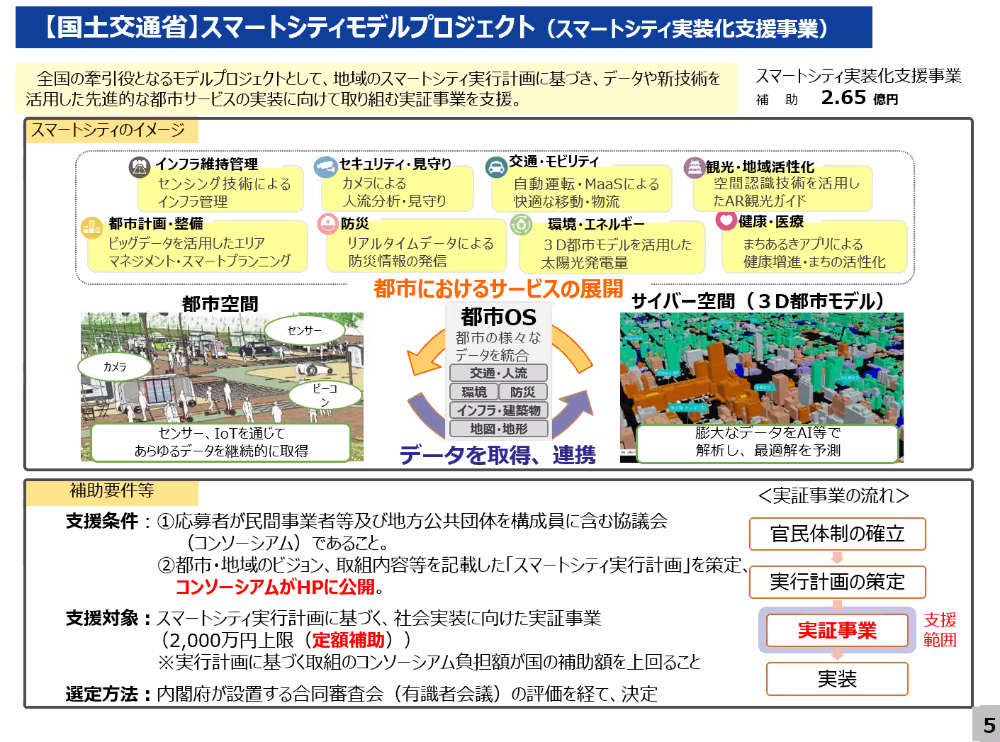 【国土交通省】スマートシティモデルプロジェクト（スマートシティ実装化支援事業）
全国の牽引役となるモデルプロジェクトとして、地域のスマートシティ実行計画に基づき、データや新技術を
活用した先進的な都市サービスの実装に向けて取り組む実証事業を支援。
スマートシティ実装化支援事業
補　助　2.65 億円
スマートシティのイメージ
インフラ維持管理
センシング技術による
インフラ管理
セキュリティ・見守り
カメラによる
人流分析・見守り
交通・モビリティ
自動運転・MaaSによる
快適な移動・物流
観光・地域活性化
空間認識技術を活用し
たAR観光ガイド
都市計画・整備
ビッグデータを活用したエリア
マネジメント・スマートプランニング
防災
リアルタイムデータによる
防災情報の発信
環境・エネルギー
３D都市モデルを活用した
太陽光発電量
健康・医療
まちあるきアプリによる
健康増進・まちの活性化
都市におけるサービスの展開
都市空間
センサー
カメラ
ビーコ
ン
センサー、IoTを通じて
あらゆるデータを継続的に取得
都市OS
都市の様々な
データを統合
交通・人流
環境
防災
インフラ・建築物
地図・地形
データを取得、連携
サイバー空間（３D都市モデル）
膨大なデータをAI等で
解析し、最適解を予測
補助要件等
支援条件：①応募者が民間事業者等及び地方公共団体を構成員に含む協議会
（コンソーシアム）であること。
②都市・地域のビジョン、取組内容等を記載した「スマートシティ実行計画」を策定、
コンソーシアムがHPに公開。
支援対象：スマートシティ実行計画に基づく、社会実装に向けた実証事業
（2,000万円上限（定額補助））
※実行計画に基づく取組のコンソーシアム負担額が国の補助額を上回ること
選定方法：内閣府が設置する合同審査会（有識者会議）の評価を経て、決定
＜実証事業の流れ＞
官民体制の確立
実行計画の策定
実証事業
支援
範囲
実装
5